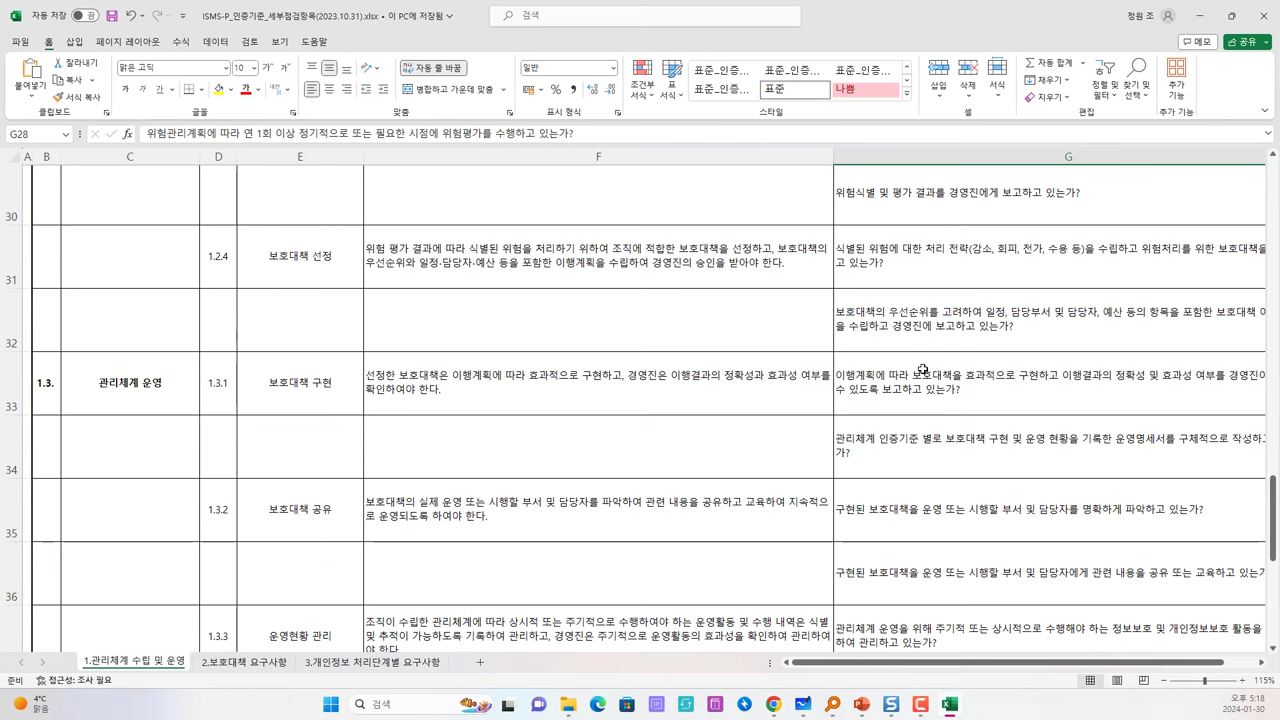 자동 저장
ISMS-P_인증기준_세부점검항목(2023.10.31).xlsx • 이 PC에 저장됨
검색
정원 조
파일 홈 삽입 페이지 레이아웃 수식 데이터 검토 보기 도움말
메모 공유
붙여넣기
잘라내기
복사
서식 복사
클립보드
맑은 고딕 10
글꼴
자동 줄 바꿈
병합하고 가운데 맞춤
맞춤
일반
표시 형식
조건부 서식
표준_인증... 표준_인증... 표준_인증...
표준_인증... 표준 나쁨
스타일
삽입 삭제 서식
셀
자동 합계
채우기
지우기
정렬 및 필터
찾기 및 선택
편집
추가 기능
추가 기능
G28
위험관리계획에 따라 연 1회 이상 정기적으로 또는 필요한 시점에 위험평가를 수행하고 있는가?
A B C D E F G
30
위험식별 및 평가 결과를 경영진에게 보고하고 있는가?
31
1.2.4
보호대책 선정
위험 평가 결과에 따라 식별된 위험을 처리하기 위하여 조직에 적합한 보호대책을 선정하고, 보호대책의
우선순위와 일정·담당자·예산 등을 포함한 이행계획을 수립하여 경영진의 승인을 받아야 한다.
식별된 위험에 대한 처리 전략(감소, 회피, 전가, 수용 등)을 수립하고 위험처리를 위한 보호대책을
고 있는가?
32
보호대책의 우선순위를 고려하여 일정, 담당부서 및 담당자, 예산 등의 항목을 포함한 보호대책
을 수립하고 경영진에 보고하고 있는가?
33
1.3.
관리체계 운영
1.3.1
보호대책 구현
선정한 보호대책은 이행계획에 따라 효과적으로 구현하고, 경영진은 이행결과의 정확성과 효과성 여부를
확인하여야 한다.
이행계획에 따라 보호대책을 효과적으로 구현하고 이행결과의 정확성 및 효과성 여부를 경영진이
수 있도록 보고하고 있는가?
34
관리체계 인증기준 별로 보호대책 구현 및 운영 현황을 기록한 운영명세서를 구체적으로 작성하고
가?
35
1.3.2
보호대책 공유
보호대책의 실제 운영 또는 시행할 부서 및 담당자를 파악하여 관련 내용을 공유하고 교육하여 지속적으
로 운영되도록 하여야 한다.
구현된 보호대책을 운영 또는 시행할 부서 및 담당자를 명확하게 파악하고 있는가?
36
구현된 보호대책을 운영 또는 시행할 부서 및 담당자에게 관련 내용을 공유 또는 교육하고 있는가
1.3.3
운영현황 관리
조직이 수립한 관리체계에 따라 상시적 또는 주기적으로 수행하여야 하는 운영활동 및 수행 내역은 식별
및 추적이 가능하도록 기록하여 관리하고, 경영진은 주기적으로 운영활동의 효과성을 확인하여 관리하여
야 한다.
관리체계 운영을 위해 주기적 또는 상시적으로 수행해야 하는 정보보호 및 개인정보보호 활동을
하여 관리하고 있는가?
1.관리체계 수립 및 운영 2.보호대책 요구사항 3.개인정보 처리단계별 요구사항
준비 접근성: 조사 필요
115%
4°C
맑음
검색
오후 5:18
2024-01-30